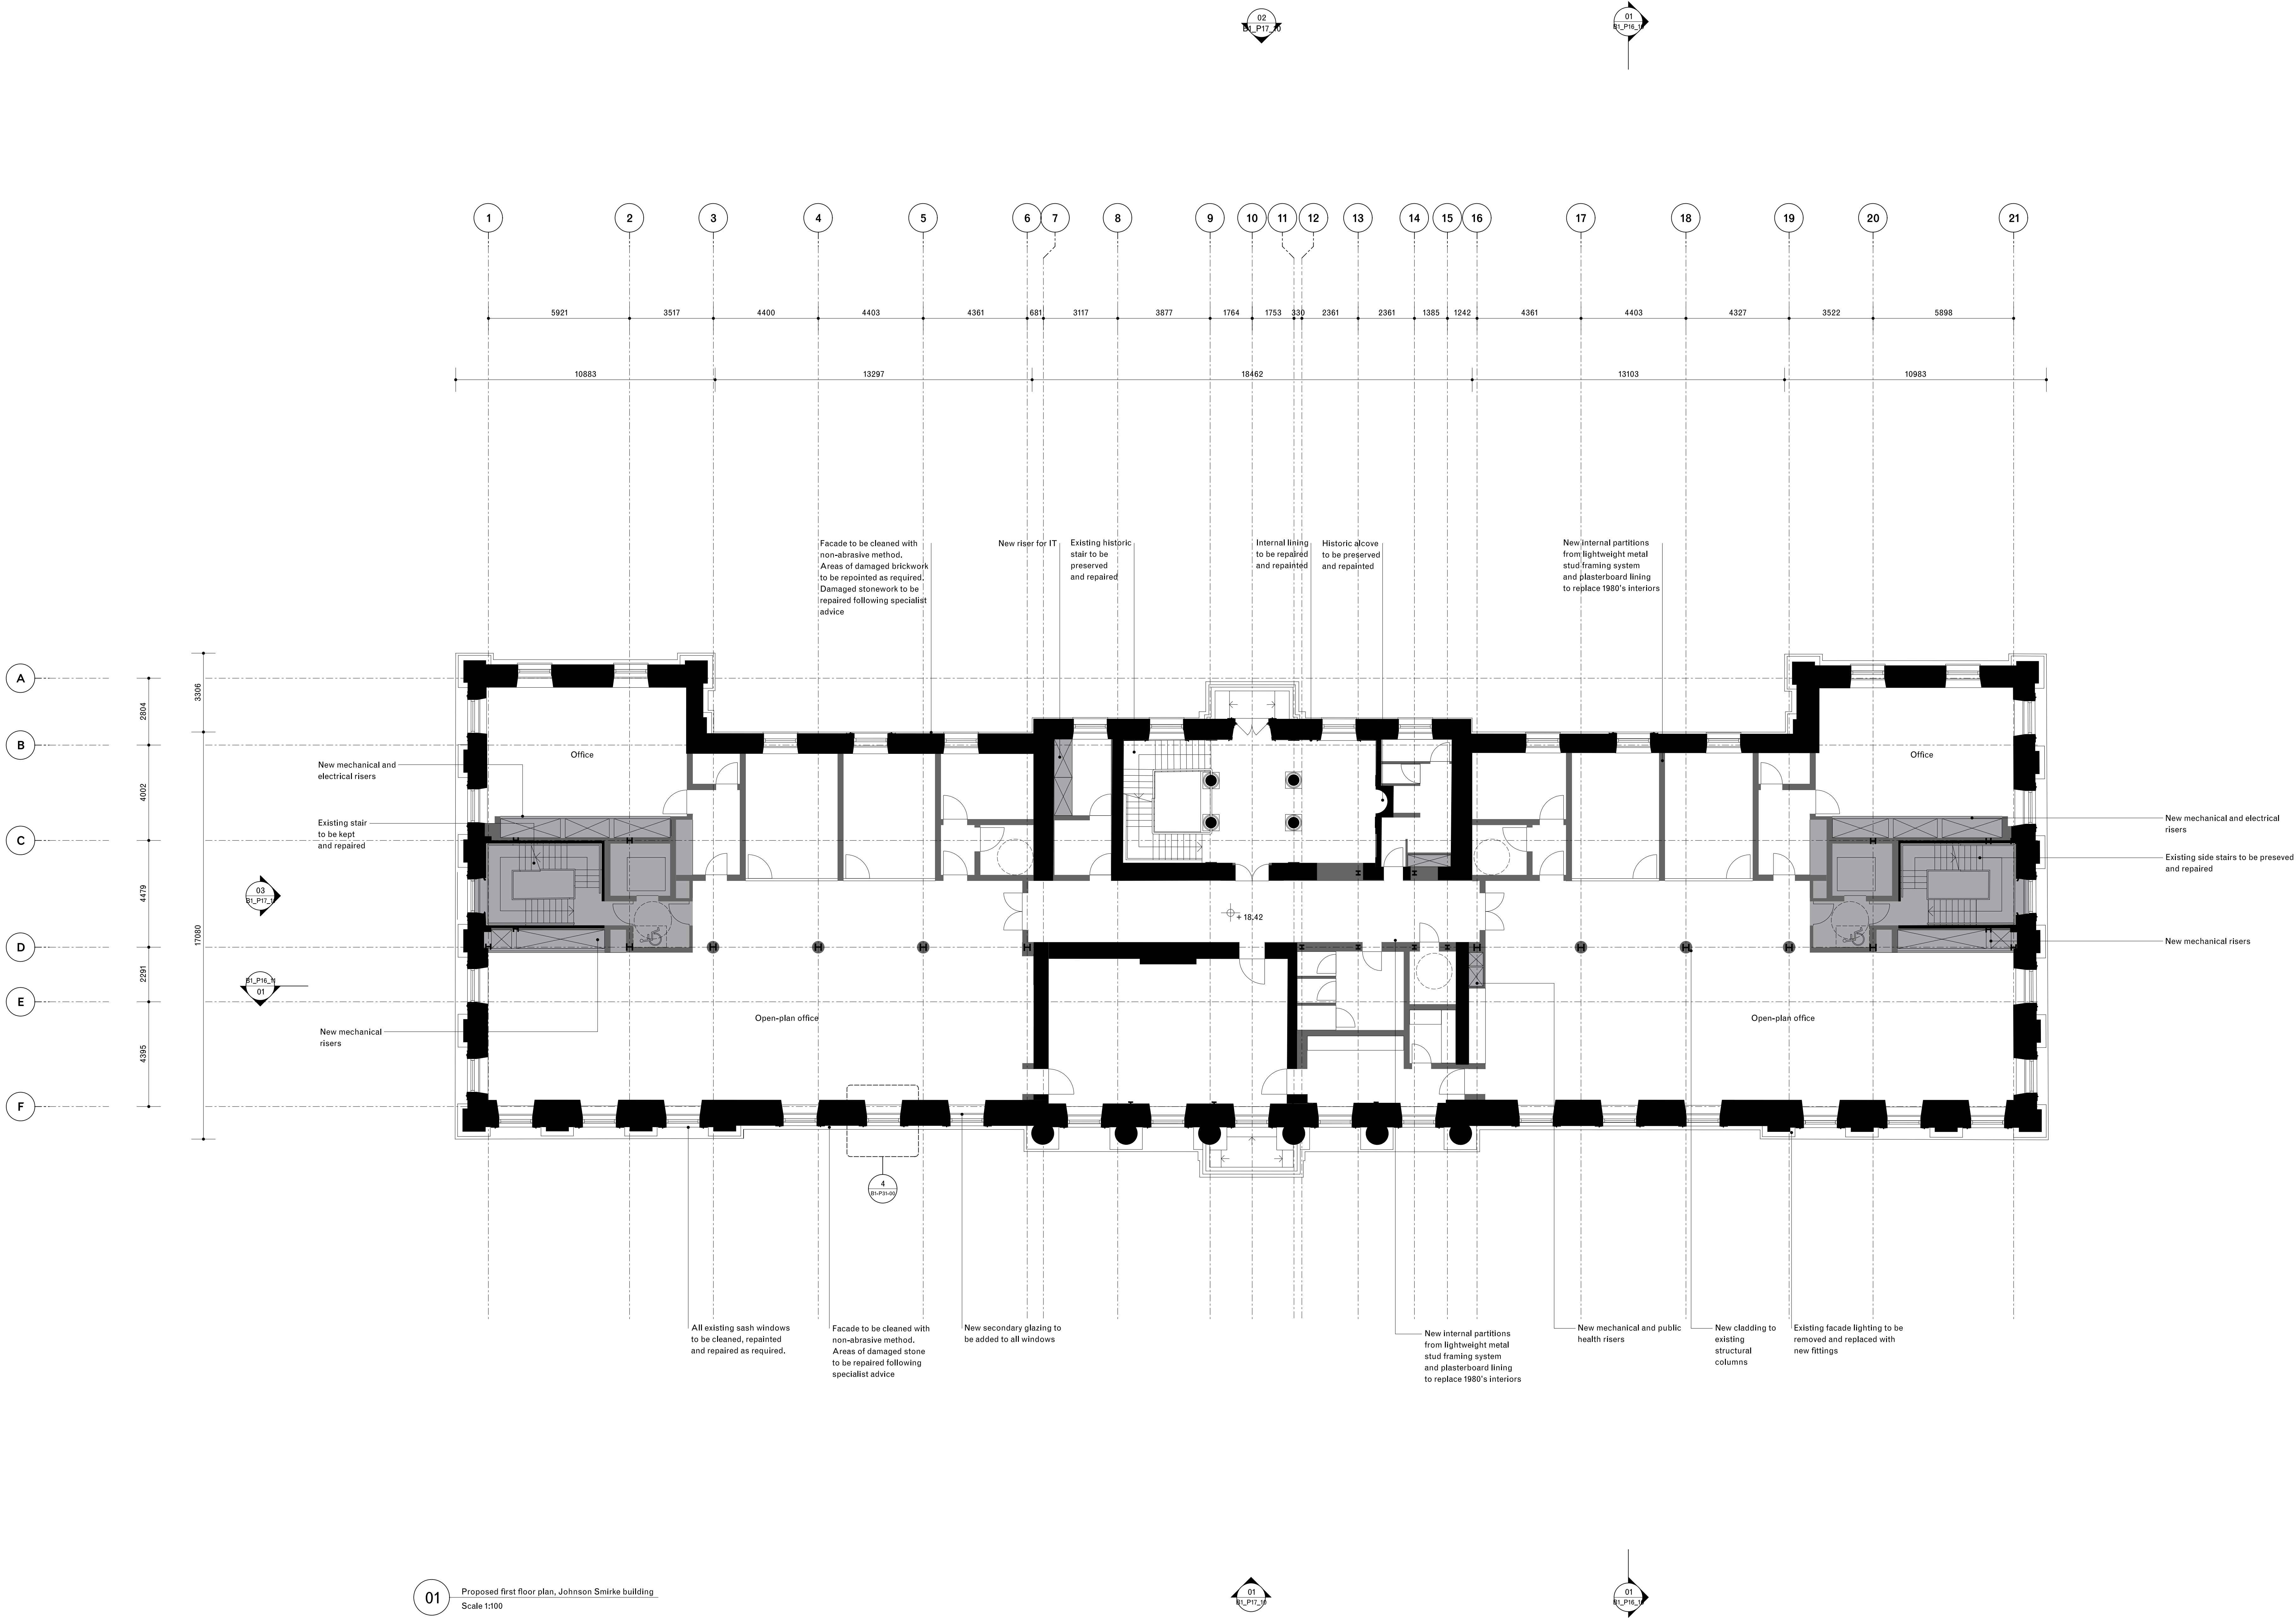 02
B1_P17_10
01
B1_P16_10
1 2 3 4 5 6 7 8 9 10 11 12 13 14 15 16 17 18 19 20 21
5921 3517 4400 4403 4361 681 3117 3877 1764 1753 330 2361 2361 1385 1242 4361 4403 4327 3522 5898
10883 13297 18462 13103 10983
Facade to be cleaned with
non-abrasive method.
Areas of damaged brickwork
to be repointed as required.
Damaged stonework to be
repaired following specialist
advice
New riser for IT
Existing historic
stair to be
preserved
and repaired
Internal lining
to be repaired
and repainted
Historic alcove
to be preserved
and repainted
New internal partitions
from lightweight metal
stud framing system
and plasterboard lining
to replace 1980's interiors
A
B
C
D
E
F
2804
4002
4479
2291
4395
3306
17080
Office
Office
New mechanical and
electrical risers
Existing stair
to be kept
and repaired
03
01
New mechanical
risers
Open-plan office
+ 18.42
Open-plan office
New mechanical and electrical
risers
Existing side stairs to be preseved
and repaired
New mechanical risers
4
B1-P31-00
All existing sash windows
to be cleaned, repainted
and repaired as required.
Facade to be cleaned with
non-abrasive method.
Areas of damaged stone
to be repaired following
specialist advice
New secondary glazing to
be added to all windows
New internal partitions
from lightweight metal
stud framing system
and plasterboard lining
to replace 1980's interiors
New mechanical and public
health risers
New cladding to
existing
structural
columns
Existing facade lighting to be
removed and replaced with
new fittings
01
Proposed first floor plan, Johnson Smirke building
Scale 1:100
01
B1_P17_10
01
B1_P16_10